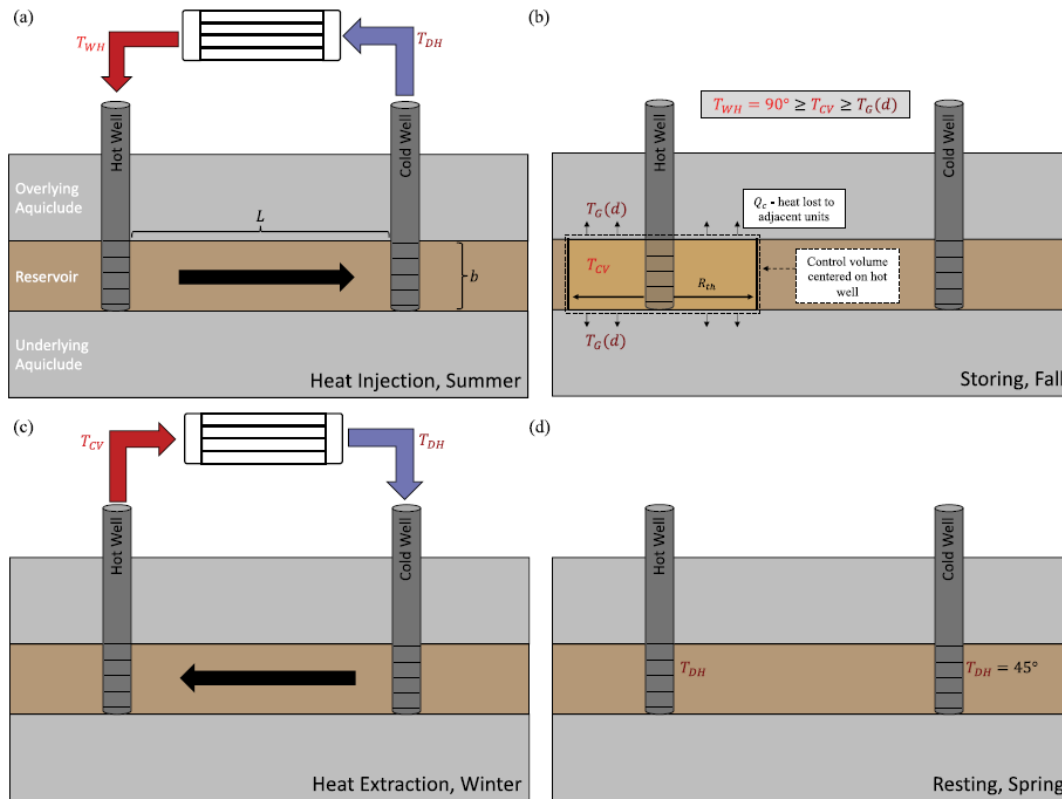 (a)
T_WH
T_DH
Hot Well
Cold Well
Overlying
Aquiclude
L
Reservoir
b
Underlying
Aquiclude
Heat Injection, Summer
(b)
T_WH = 90° ≥ T_CV ≥ T_G(d)
Hot Well
Cold Well
Q_c - heat lost to
adjacent units
T_G(d)
T_CV
R_th
Control volume
centered on hot
well
T_G(d)
Storing, Fall
(c)
T_CV
T_DH
Hot Well
Cold Well
Heat Extraction, Winter
(d)
Hot Well
Cold Well
T_DH
T_DH = 45°
Resting, Spring